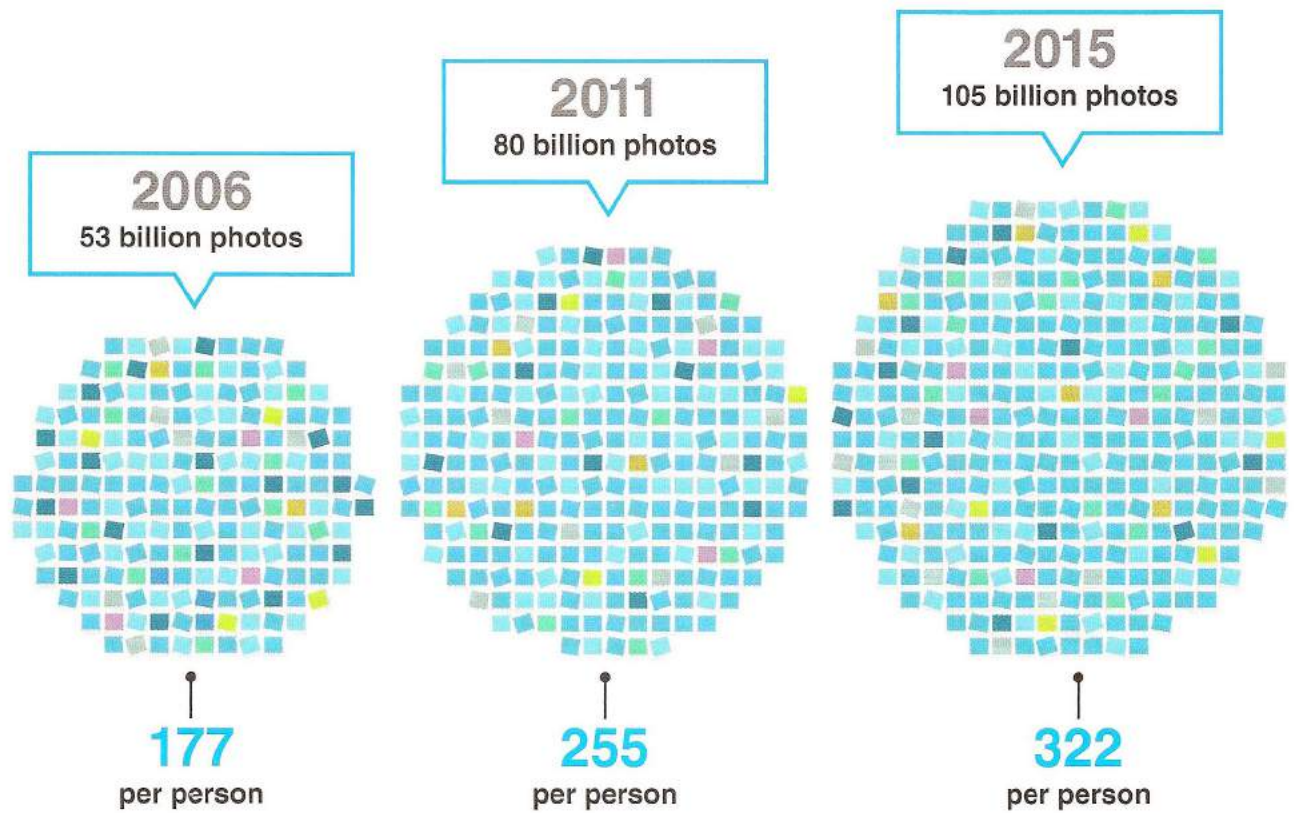 2006
53 billion photos
2011
80 billion photos
2015
105 billion photos
177
per person
255
per person
322
per person